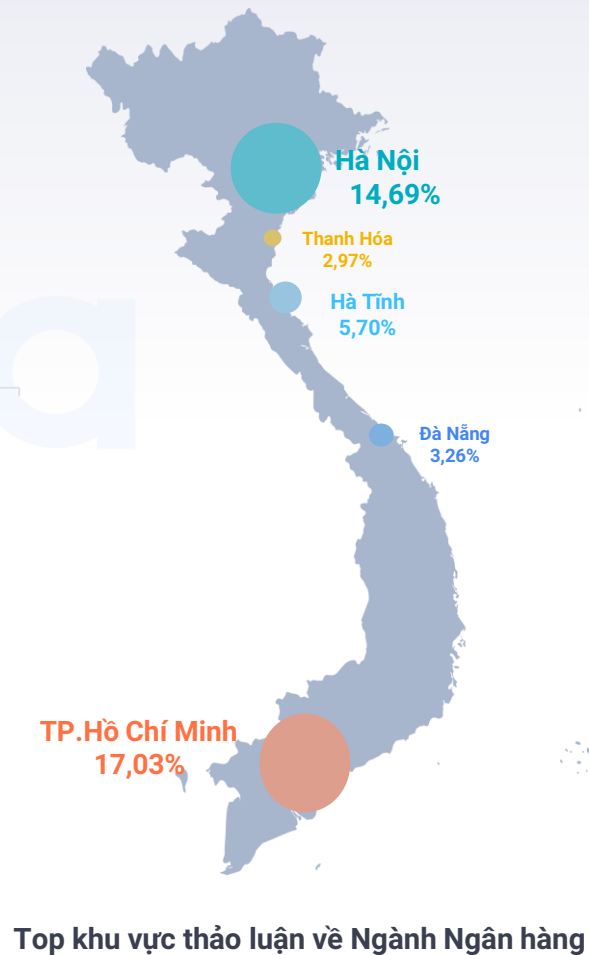 Hà Nội
14,69%
Thanh Hóa
2,97%
Hà Tĩnh
5,70%
Đà Nẵng
3,26%
TP.Hồ Chí Minh
17,03%
Top khu vực thảo luận về Ngành Ngân hàng